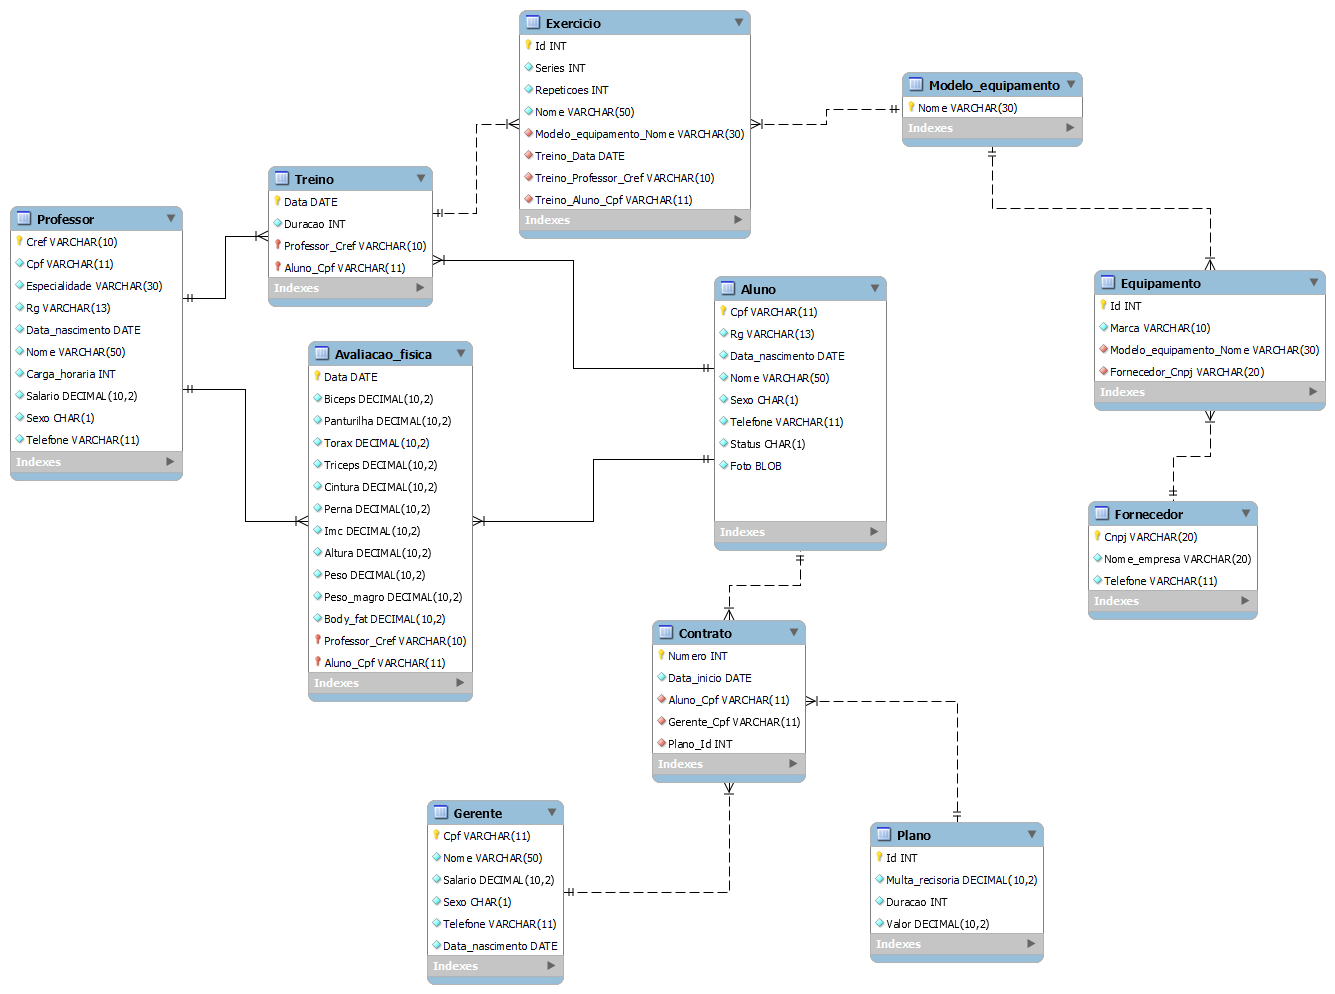 Exercicio
Id INT
Series INT
Repeticoes INT
Nome VARCHAR(50)
Modelo_equipamento_Nome VARCHAR(30)
Treino_Data DATE
Treino_Professor_Cref VARCHAR(10)
Treino_Aluno_Cpf VARCHAR(11)
Indexes
Modelo_equipamento
Nome VARCHAR(30)
Indexes
Treino
Data DATE
Duracao INT
Professor_Cref VARCHAR(10)
Aluno_Cpf VARCHAR(11)
Indexes
Professor
Cref VARCHAR(10)
Cpf VARCHAR(11)
Especialidade VARCHAR(30)
Rg VARCHAR(13)
Data_nascimento DATE
Nome VARCHAR(50)
Carga_horaria INT
Salario DECIMAL(10,2)
Sexo CHAR(1)
Telefone VARCHAR(11)
Indexes
Aluno
Cpf VARCHAR(11)
Rg VARCHAR(13)
Data_nascimento DATE
Nome VARCHAR(50)
Sexo CHAR(1)
Telefone VARCHAR(11)
Status CHAR(1)
Foto BLOB
Indexes
Equipamento
Id INT
Marca VARCHAR(10)
Modelo_equipamento_Nome VARCHAR(30)
Fornecedor_Cnpj VARCHAR(20)
Indexes
Avaliacao_fisica
Data DATE
Biceps DECIMAL(10,2)
Panturilha DECIMAL(10,2)
Torax DECIMAL(10,2)
Triceps DECIMAL(10,2)
Cintura DECIMAL(10,2)
Perna DECIMAL(10,2)
Imc DECIMAL(10,2)
Altura DECIMAL(10,2)
Peso DECIMAL(10,2)
Peso_magro DECIMAL(10,2)
Body_fat DECIMAL(10,2)
Professor_Cref VARCHAR(10)
Aluno_Cpf VARCHAR(11)
Indexes
Fornecedor
Cnpj VARCHAR(20)
Nome_empresa VARCHAR(20)
Telefone VARCHAR(11)
Indexes
Contrato
Numero INT
Data_inicio DATE
Aluno_Cpf VARCHAR(11)
Gerente_Cpf VARCHAR(11)
Plano_Id INT
Indexes
Gerente
Cpf VARCHAR(11)
Nome VARCHAR(50)
Salario DECIMAL(10,2)
Sexo CHAR(1)
Telefone VARCHAR(11)
Data_nascimento DATE
Indexes
Plano
Id INT
Multa_recisoria DECIMAL(10,2)
Duracao INT
Valor DECIMAL(10,2)
Indexes